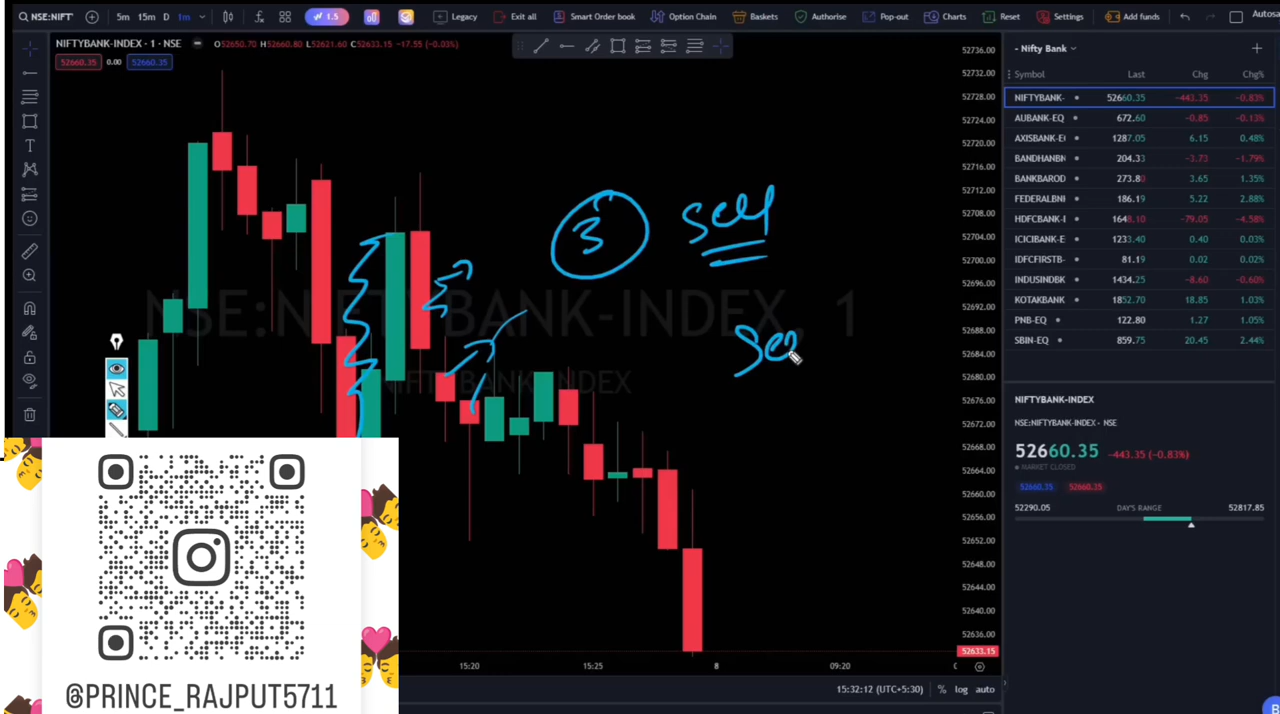 NSE:NIFT
5m 15m D 1m
1.5
Legacy
Exit all
Smart Order book
Option Chain
Baskets
Authorise
Pop-out
Charts
Reset
Settings
Add funds
Autosa
NIFTYBANK-INDEX · 1 · NSE
O52650.70 H52660.80 L52621.60 C52633.15 -17.55 (-0.03%)
52660.35 0.00 52660.35
3
sell
NSE:NIFTYBANK-INDEX, 1
NIFTYBANK-INDEX
52736.00
52732.00
52728.00
52724.00
52720.00
52716.00
52712.00
52708.00
52704.00
52700.00
52696.00
52692.00
52688.00
52684.00
52680.00
52676.00
52672.00
52668.00
52664.00
52660.00
52656.00
52652.00
52648.00
52644.00
52640.00
52636.00
52633.15
15:20 15:25 8 09:20
15:32:12 (UTC+5:30) % log auto
- Nifty Bank
Symbol Last Chg Chg%
NIFTYBANK- 52660.35 -443.35 -0.83%
AUBANK-EQ 672.60 -0.85 -0.13%
AXISBANK-E 1287.05 6.15 0.48%
BANDHANBN 204.33 -3.73 -1.79%
BANKBAROD 273.80 3.65 1.35%
FEDERALBNI 186.19 5.22 2.88%
HDFCBANK-I 1648.10 -79.05 -4.58%
ICICIBANK-E 1233.40 0.40 0.03%
IDFCFIRSTB- 81.19 0.02 0.02%
INDUSINDBK 1434.25 -8.60 -0.60%
KOTAKBANK 1852.70 18.85 1.03%
PNB-EQ 122.80 1.27 1.05%
SBIN-EQ 859.75 20.45 2.44%
NIFTYBANK-INDEX
NSE:NIFTYBANK-INDEX · NSE
52660.35 -443.35 (-0.83%)
MARKET CLOSED
52660.35 52660.35
52290.05 DAY'S RANGE 52817.85
@PRINCE_RAJPUT5711